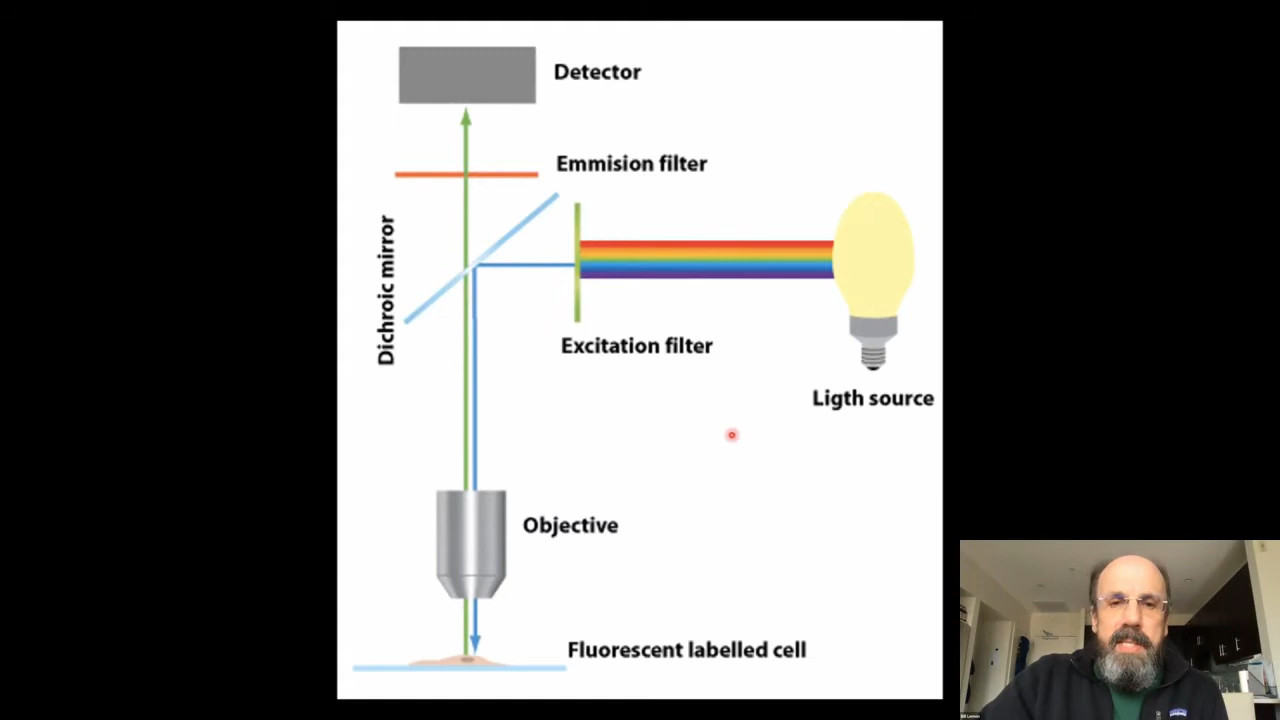 Detector
Emmision filter
Dichroic mirror
Excitation filter
Ligth source
Objective
Fluorescent labelled cell